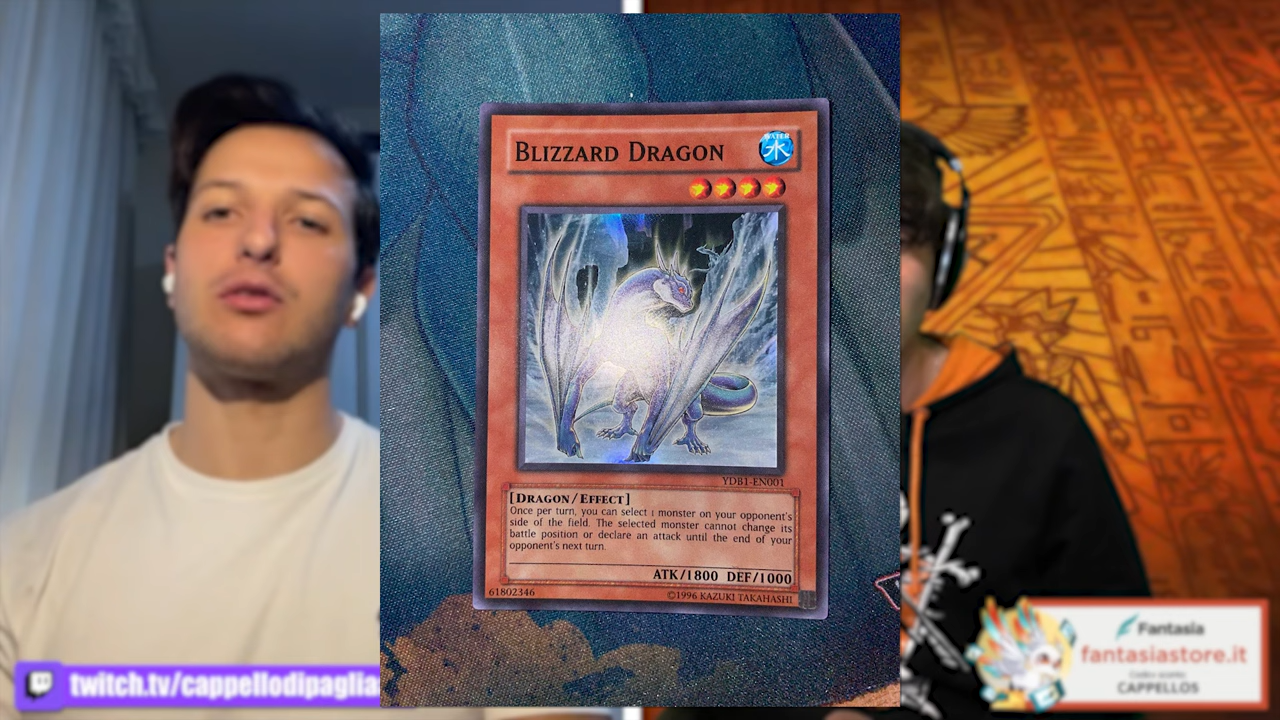 BLIZZARD DRAGON
WATER
水
YDB1-EN001
[DRAGON/EFFECT]
Once per turn, you can select 1 monster on your opponent's
side of the field. The selected monster cannot change its
battle position or declare an attack until the end of your
opponent's next turn.
ATK/1800 DEF/1000
61802346
©1996 KAZUKI TAKAHASHI
twitch.tv/cappellodipaglia
Fantasia
fantasiastore.it
CAPPELLOS